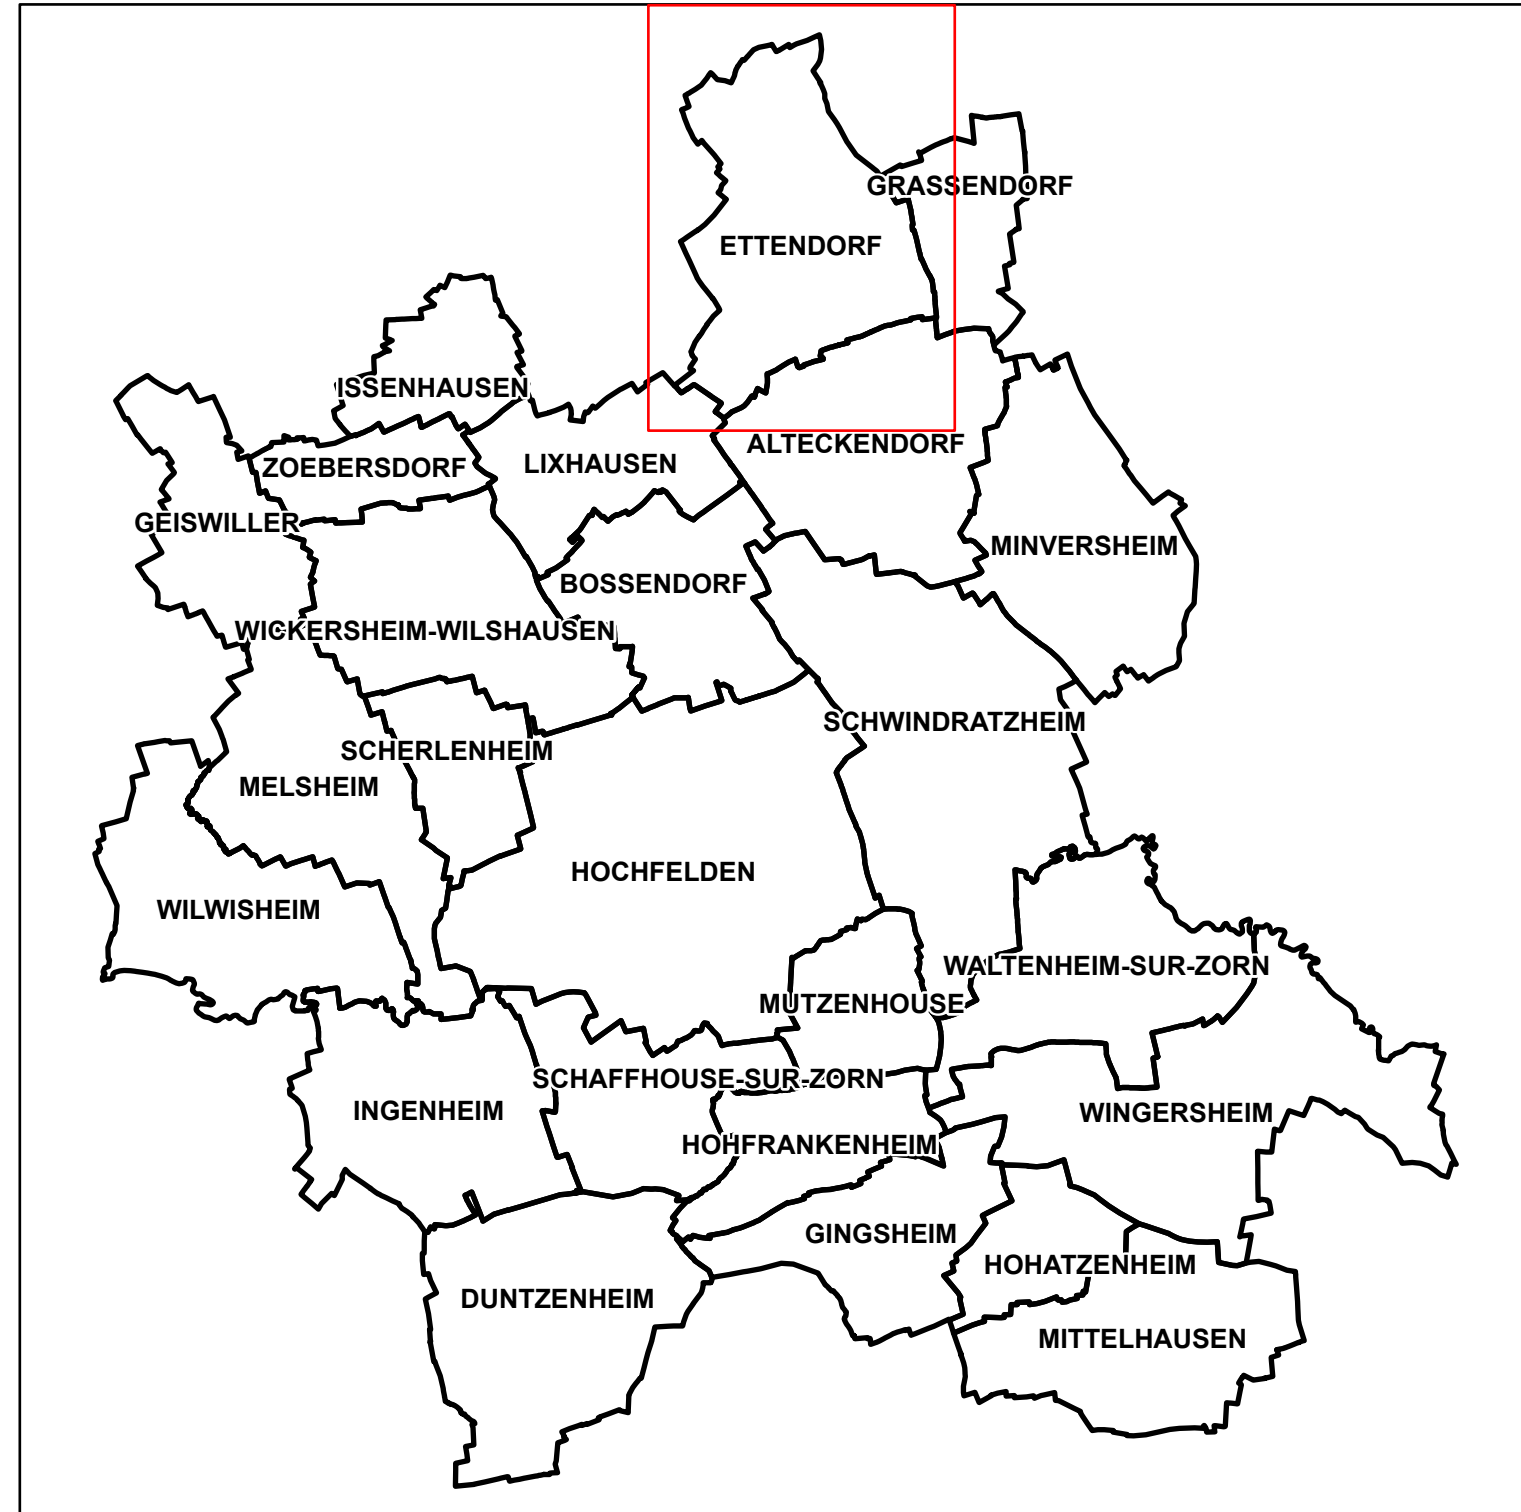 GRASSENDORF
ETTENDORF
ISSENHAUSEN
ALTECKENDORF
ZOEBERSDORF
LIXHAUSEN
GEISWILLER
MINVERSHEIM
BOSSENDORF
WICKERSHEIM-WILSHAUSEN
SCHWINDRATZHEIM
SCHERLENHEIM
MELSHEIM
HOCHFELDEN
WILWISHEIM
WALTENHEIM-SUR-ZORN
MUTZENHOUSE
SCHAFFHOUSE-SUR-ZORN
INGENHEIM
WINGERSHEIM
HOHFRANKENHEIM
GINGSHEIM
HOHATZENHEIM
DUNTZENHEIM
MITTELHAUSEN